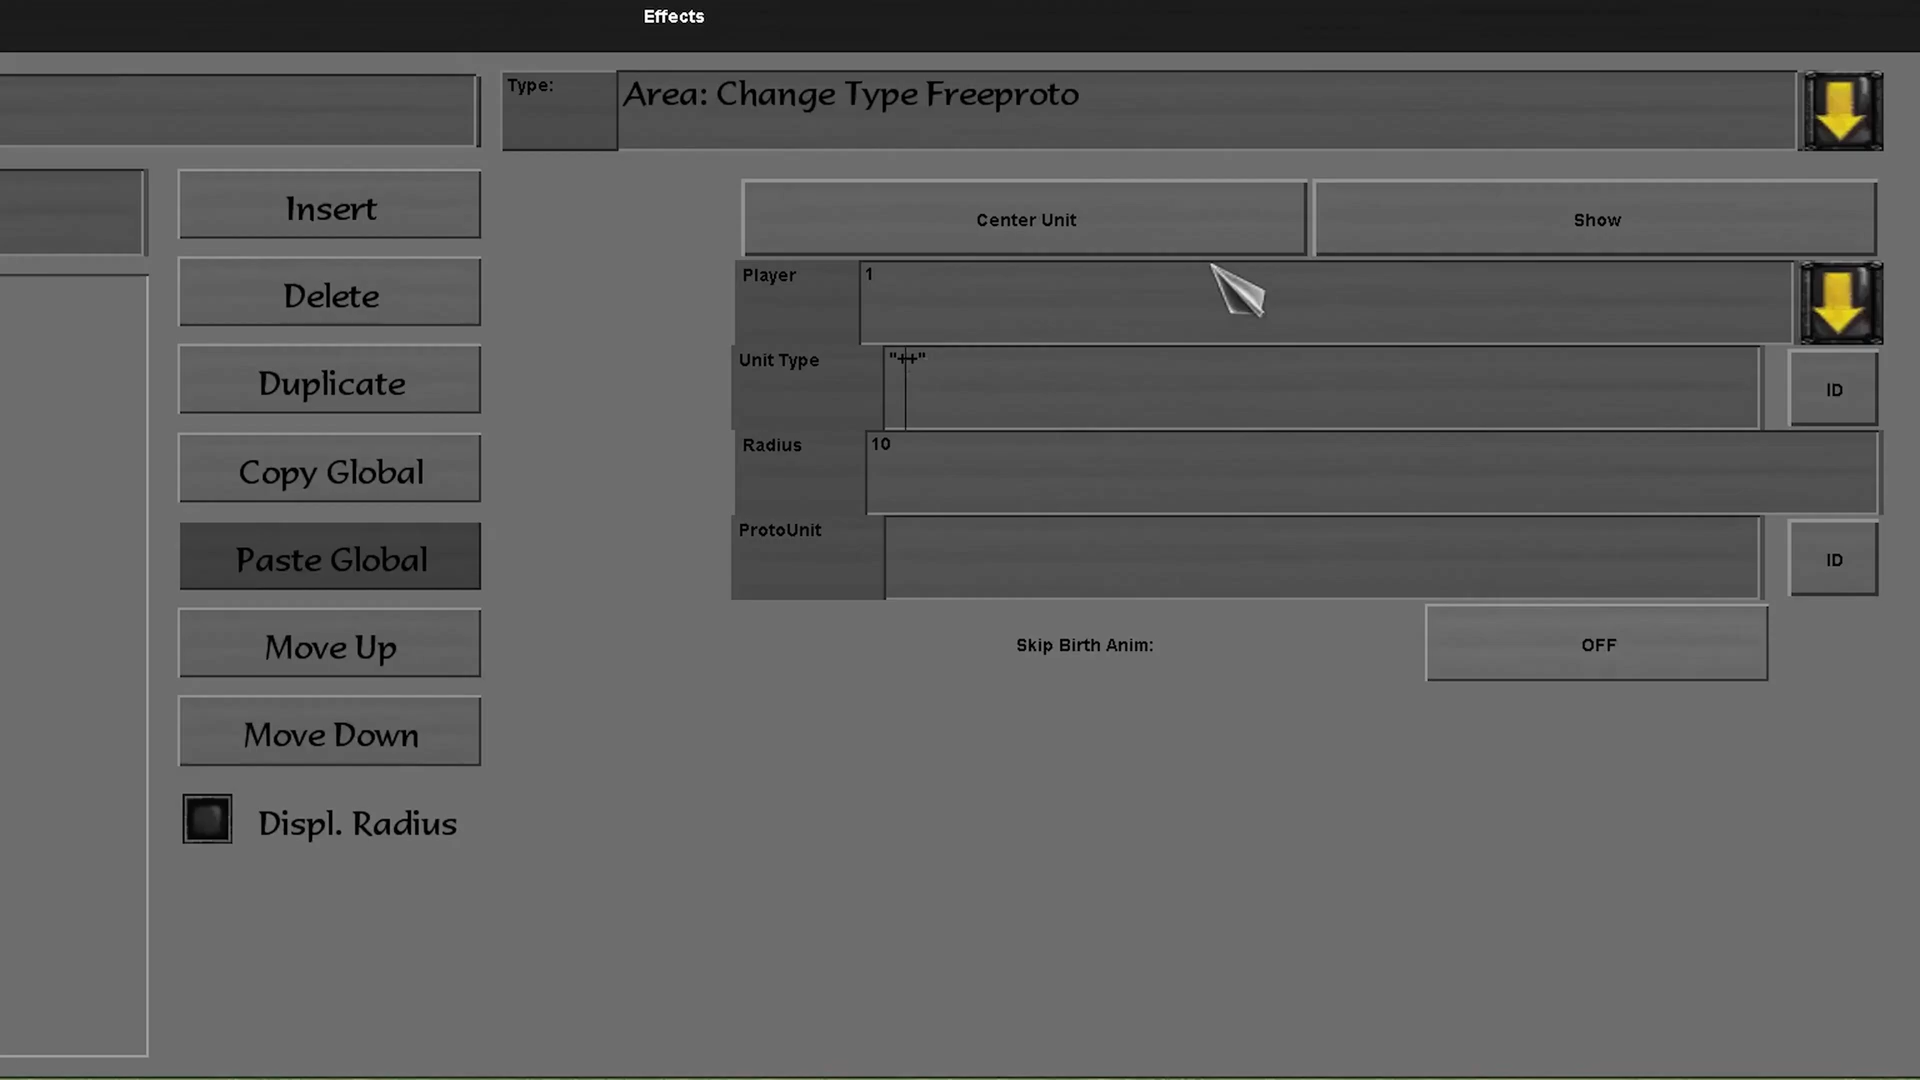 Effects
Type:
Area: Change Type Freeproto
Insert
Delete
Duplicate
Copy Global
Paste Global
Move Up
Move Down
Displ. Radius
Center Unit
Show
Player
1
Unit Type
"++"
ID
Radius
10
ProtoUnit
ID
Skip Birth Anim:
OFF